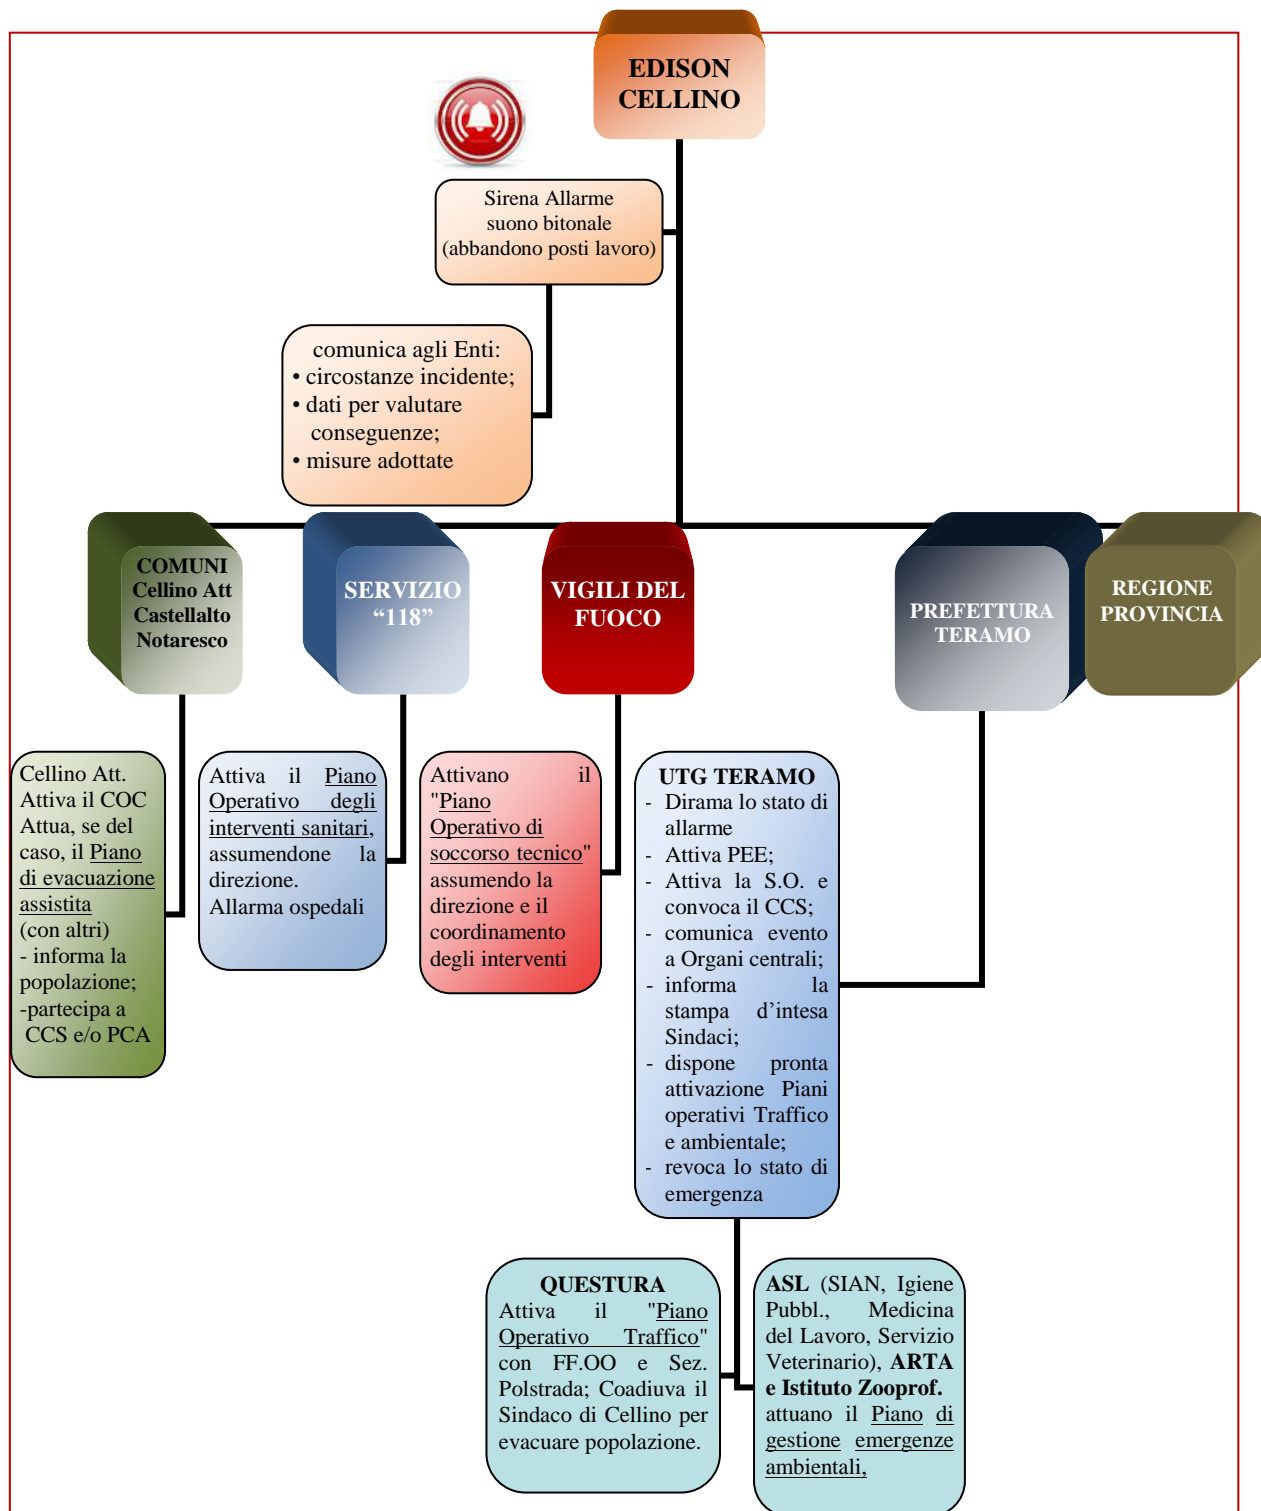 EDISON
CELLINO
Sirena Allarme
suono bitonale
(abbandono posti lavoro)
comunica agli Enti:
• circostanze incidente;
• dati per valutare
conseguenze;
• misure adottate
COMUNI
Cellino Att
Castellalto
Notaresco
SERVIZIO
“118”
VIGILI DEL
FUOCO
PREFETTURA
TERAMO
REGIONE
PROVINCIA
Cellino Att.
Attiva il COC
Attua, se del
caso, il Piano
di evacuazione
assistita
(con altri)
- informa la
popolazione;
-partecipa a
CCS e/o PCA
Attiva il Piano
Operativo degli
interventi sanitari,
assumendone la
direzione.
Allarma ospedali
Attivano il
"Piano
Operativo di
soccorso tecnico"
assumendo la
direzione e il
coordinamento
degli interventi
UTG TERAMO
- Dirama lo stato di
allarme
- Attiva PEE;
- Attiva la S.O. e
convoca il CCS;
- comunica evento
a Organi centrali;
- informa la
stampa d’intesa
Sindaci;
- dispone pronta
attivazione Piani
operativi Traffico
e ambientale;
- revoca lo stato di
emergenza
QUESTURA
Attiva il "Piano
Operativo Traffico"
con FF.OO e Sez.
Polstrada; Coadiuva il
Sindaco di Cellino per
evacuare popolazione.
ASL (SIAN, Igiene
Pubbl., Medicina
del Lavoro, Servizio
Veterinario), ARTA
e Istituto Zooprof.
attuano il Piano di
gestione emergenze
ambientali,